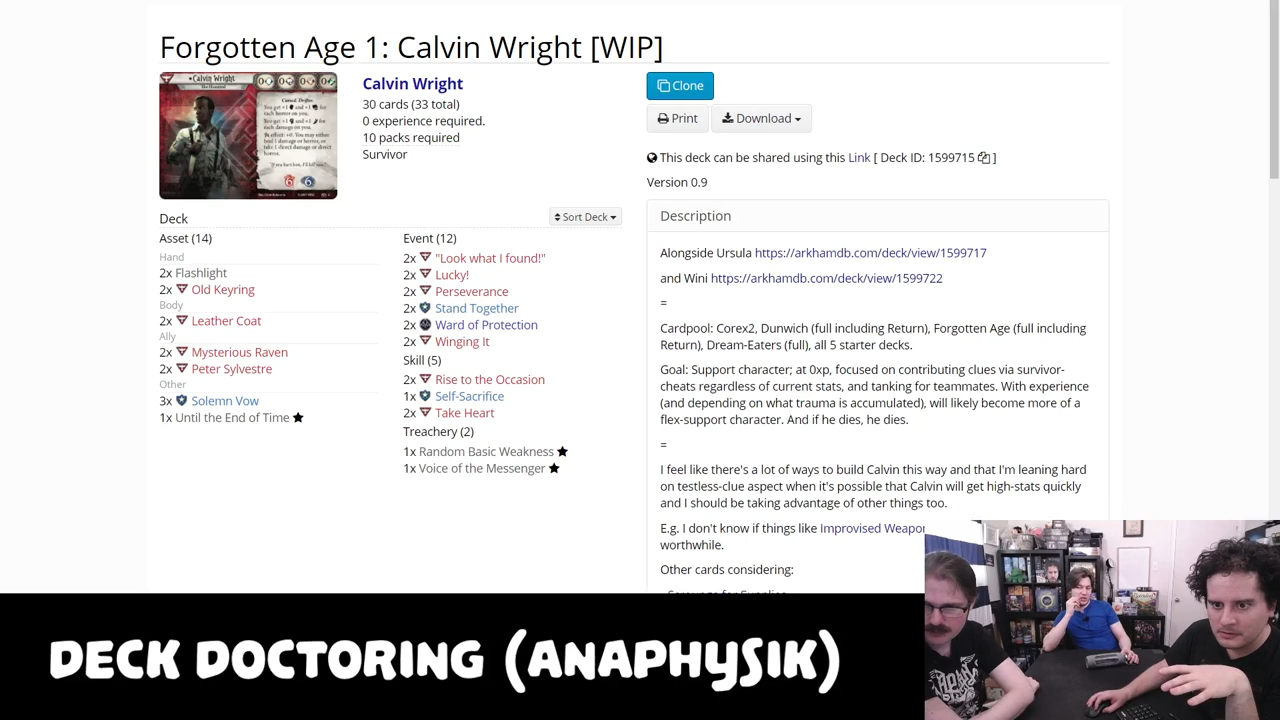 Forgotten Age 1: Calvin Wright [WIP]
Calvin Wright
Calvin Wright
30 cards (33 total)
0 experience required.
10 packs required
Survivor
Clone
Print
Download
This deck can be shared using this Link [ Deck ID: 1599715 ]
Version 0.9
Deck
Sort Deck
Asset (14)
Hand
2x Flashlight
2x Old Keyring
Body
2x Leather Coat
Ally
2x Mysterious Raven
2x Peter Sylvestre
Other
3x Solemn Vow
1x Until the End of Time
Event (12)
2x "Look what I found!"
2x Lucky!
2x Perseverance
2x Stand Together
2x Ward of Protection
2x Winging It
Skill (5)
2x Rise to the Occasion
1x Self-Sacrifice
2x Take Heart
Treachery (2)
1x Random Basic Weakness
1x Voice of the Messenger
Description
Alongside Ursula https://arkhamdb.com/deck/view/1599717
and Wini https://arkhamdb.com/deck/view/1599722
=
Cardpool: Corex2, Dunwich (full including Return), Forgotten Age (full including
Return), Dream-Eaters (full), all 5 starter decks.
Goal: Support character; at 0xp, focused on contributing clues via survivor-
cheats regardless of current stats, and tanking for teammates. With experience
(and depending on what trauma is accumulated), will likely become more of a
flex-support character. And if he dies, he dies.
=
I feel like there's a lot of ways to build Calvin this way and that I'm leaning hard
on testless-clue aspect when it's possible that Calvin will get high-stats quickly
and I should be taking advantage of other things too.
E.g. I don't know if things like Improvised Weapon
worthwhile.
Other cards considering:
DECK DOCTORING (ANAPHYSIK)